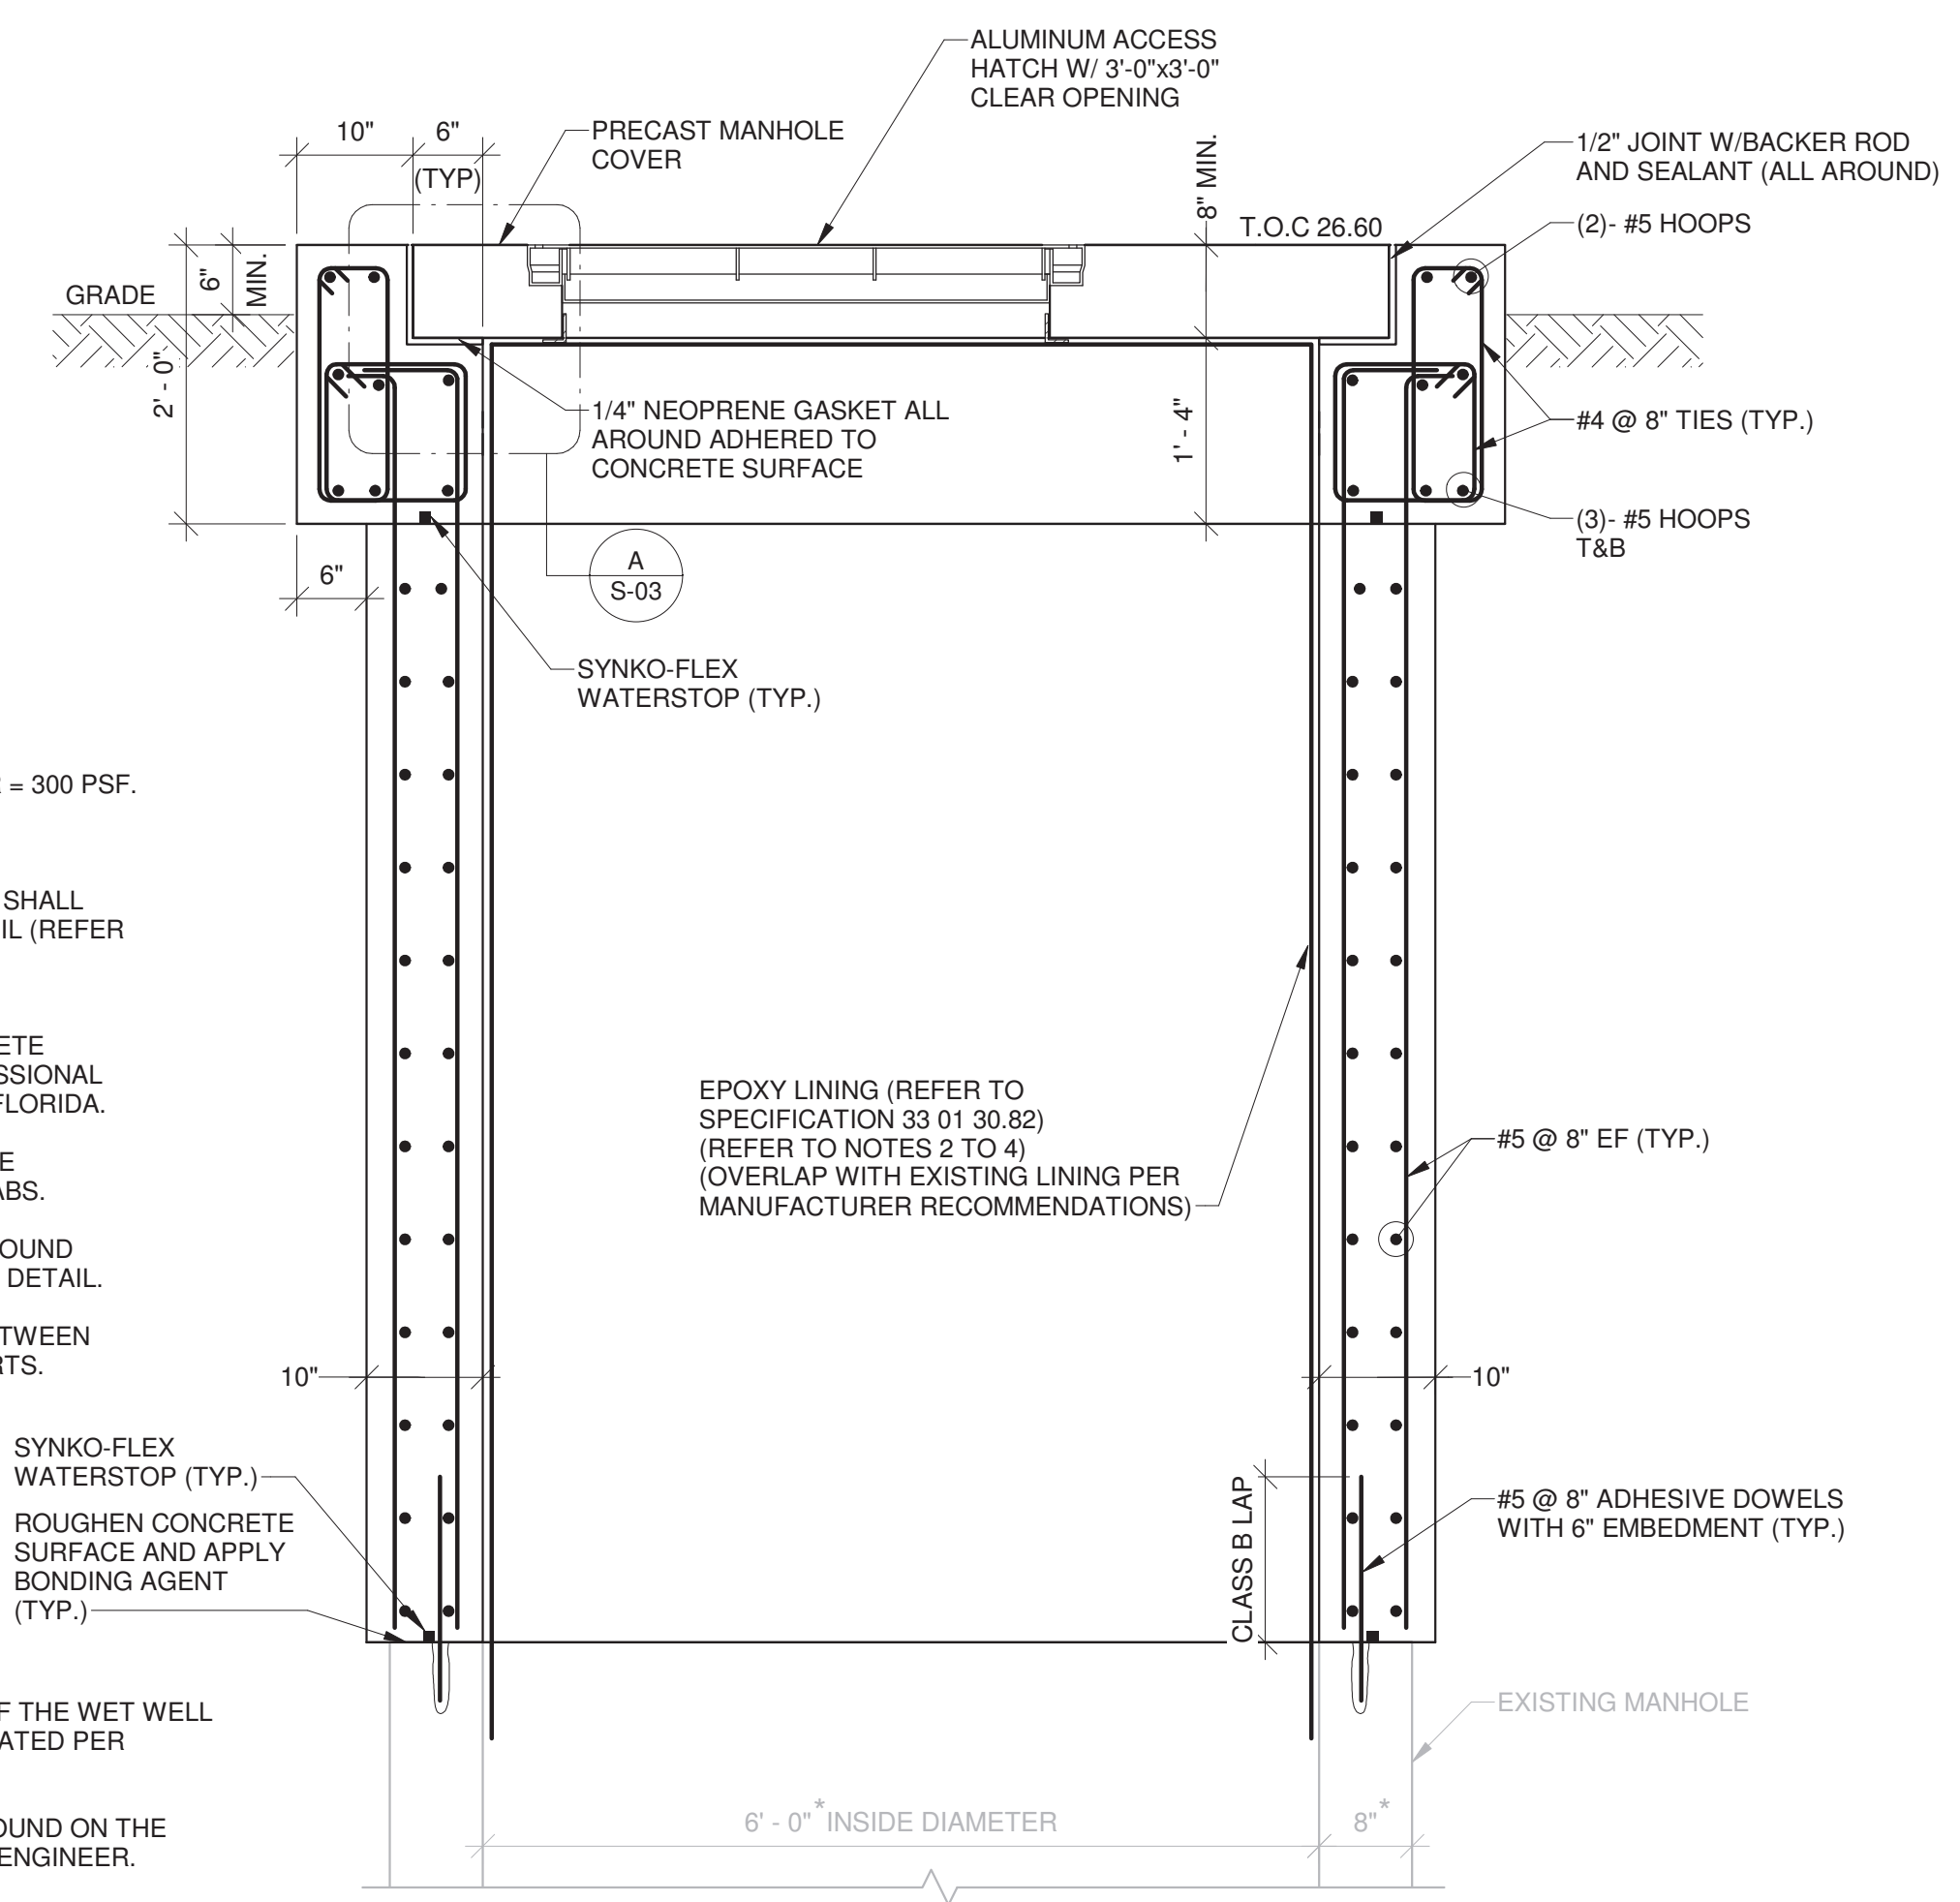 ALUMINUM ACCESS
HATCH W/ 3'-0"x3'-0"
CLEAR OPENING
10"
6"
(TYP)
PRECAST MANHOLE
COVER
8" MIN.
1/2" JOINT W/BACKER ROD
AND SEALANT (ALL AROUND)
T.O.C 26.60
(2)- #5 HOOPS
GRADE
6"
MIN.
2' - 0"
1/4" NEOPRENE GASKET ALL
AROUND ADHERED TO
CONCRETE SURFACE
1' - 4"
#4 @ 8" TIES (TYP.)
(3)- #5 HOOPS
T&B
6"
A
S-03
SYNKO-FLEX
WATERSTOP (TYP.)
= 300 PSF.
SHALL
IL (REFER
ETE
SSIONAL
FLORIDA.
E
ABS.
OUND
DETAIL.
TWEEN
RTS.
EPOXY LINING (REFER TO
SPECIFICATION 33 01 30.82)
(REFER TO NOTES 2 TO 4)
(OVERLAP WITH EXISTING LINING PER
MANUFACTURER RECOMMENDATIONS)
#5 @ 8" EF (TYP.)
10"
10"
SYNKO-FLEX
WATERSTOP (TYP.)
ROUGHEN CONCRETE
SURFACE AND APPLY
BONDING AGENT
(TYP.)
CLASS B LAP
#5 @ 8" ADHESIVE DOWELS
WITH 6" EMBEDMENT (TYP.)
F THE WET WELL
ATED PER
EXISTING MANHOLE
OUND ON THE
ENGINEER.
6' - 0"* INSIDE DIAMETER
8"*